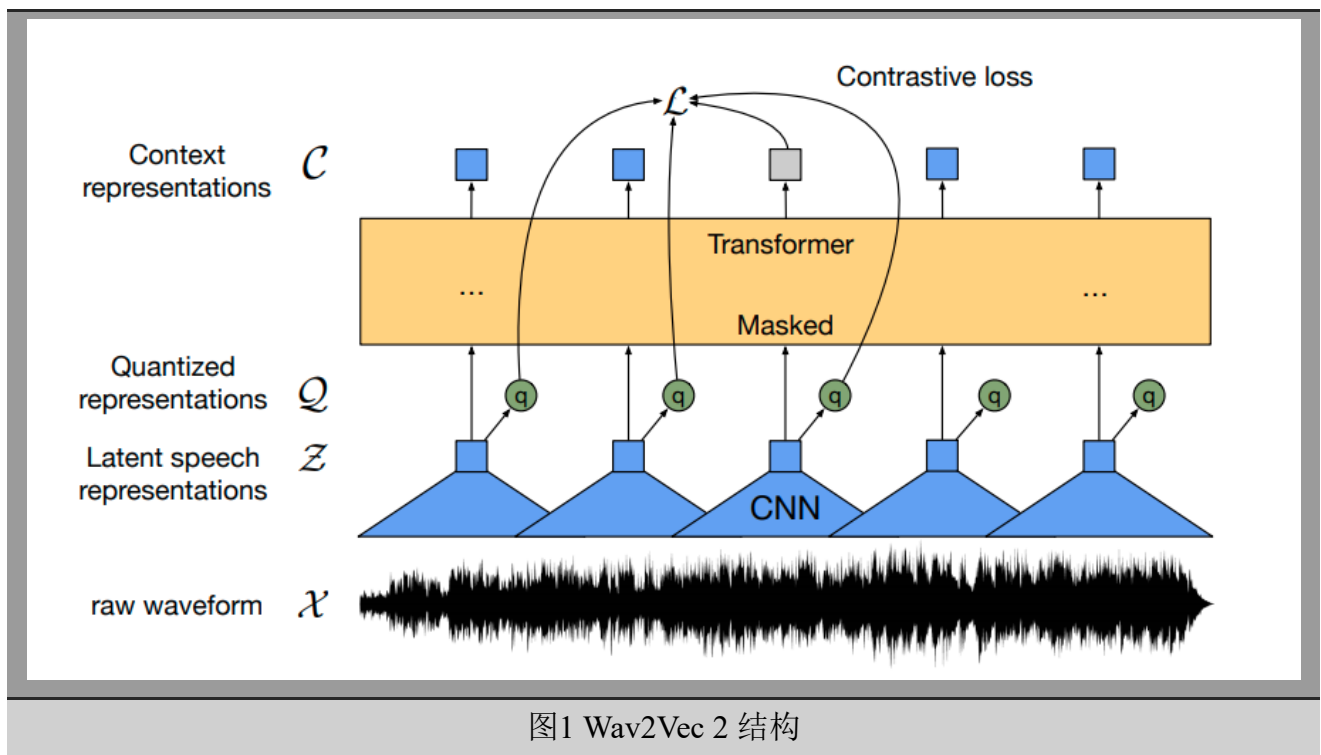 Contrastive loss
ℒ
Context
representations
𝒞
Transformer
... ...
Masked
Quantized
representations
𝒬
q q q q q
Latent speech
representations
𝒵
CNN
raw waveform
𝒳
图1 Wav2Vec 2 结构